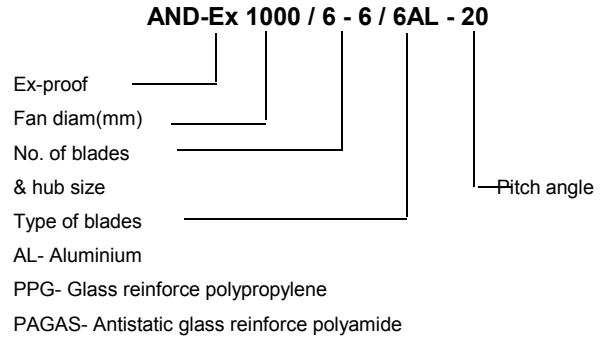 AND-Ex 1000 / 6 - 6 / 6AL - 20
Ex-proof
Fan diam(mm)
No. of blades
& hub size
Pitch angle
Type of blades
AL- Aluminium
PPG- Glass reinforce polypropylene
PAGAS- Antistatic glass reinforce polyamide